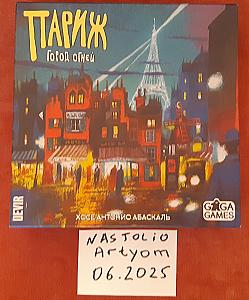 ПАРИЖ
ГОРОД ОГНЕЙ
ХОСЕ АНТОНИО АБАСКАЛЬ
DEVIR
GAGA
GAMES
NASTOLIO
Artyom
06.2025